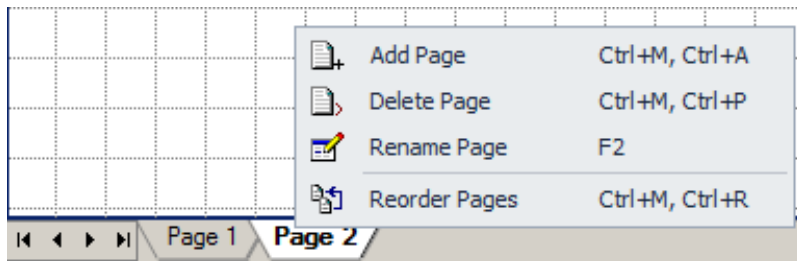 Add Page Ctrl+M, Ctrl+A
Delete Page Ctrl+M, Ctrl+P
Rename Page F2
Reorder Pages Ctrl+M, Ctrl+R
Page 1 Page 2